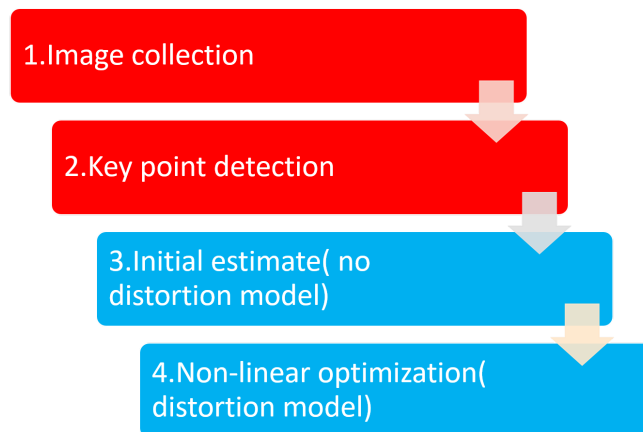 1.Image collection
2.Key point detection
3.Initial estimate( no
distortion model)
4.Non-linear optimization(
distortion model)